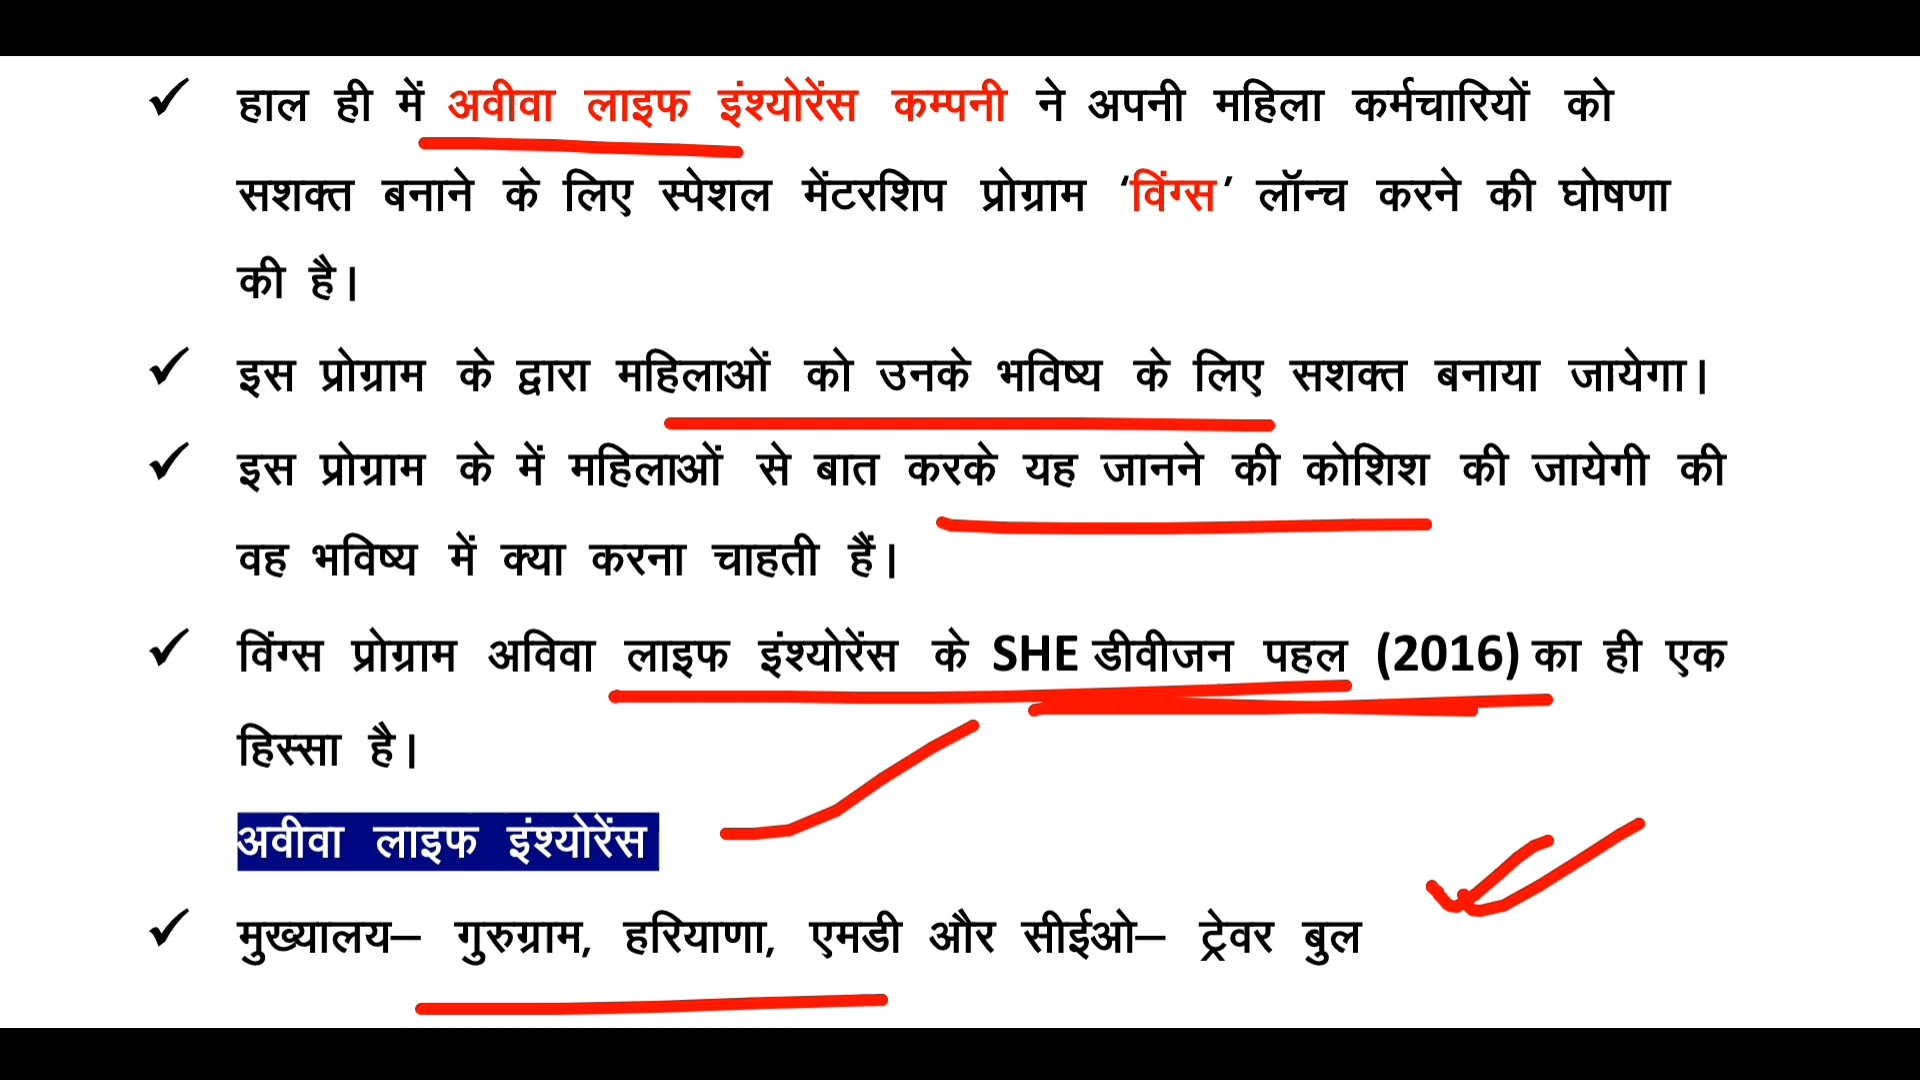 हाल ही में अवीवा लाइफ इंश्योरेंस कम्पनी ने अपनी महिला कर्मचारियों को
सशक्त बनाने के लिए स्पेशल मेंटरशिप प्रोग्राम ‘विंग्स’ लॉन्च करने की घोषणा
की है।
इस प्रोग्राम के द्वारा महिलाओं को उनके भविष्य के लिए सशक्त बनाया जायेगा।
इस प्रोग्राम के में महिलाओं से बात करके यह जानने की कोशिश की जायेगी की
वह भविष्य में क्या करना चाहती हैं।
विंग्स प्रोग्राम अविवा लाइफ इंश्योरेंस के SHE डीवीजन पहल (2016) का ही एक
हिस्सा है।
अवीवा लाइफ इंश्योरेंस
मुख्यालय– गुरुग्राम, हरियाणा, एमडी और सीईओ– ट्रेवर बुल